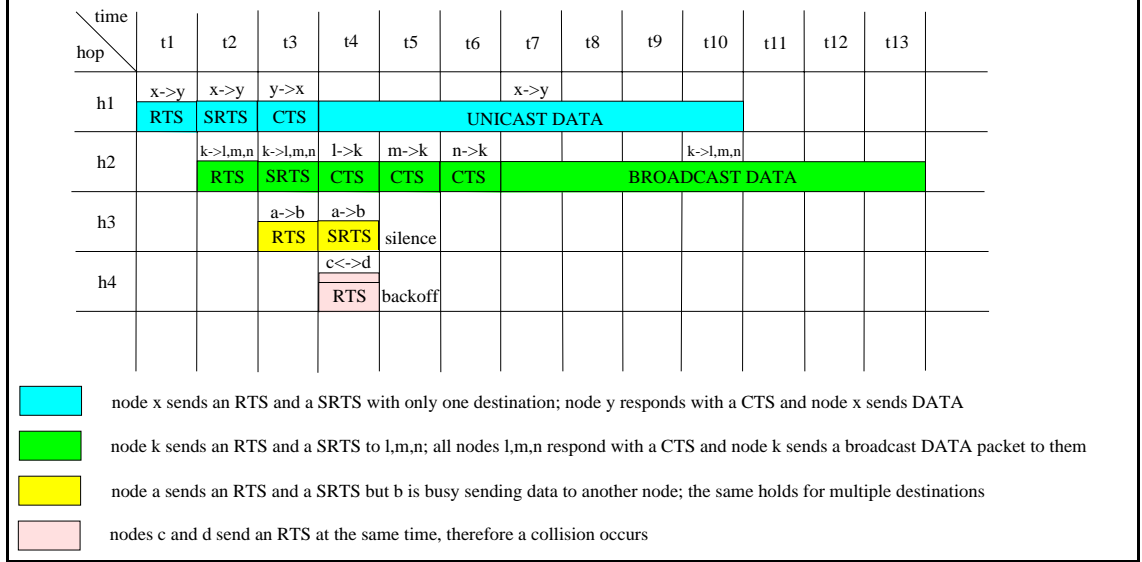 time
hop
t1 t2 t3 t4 t5 t6 t7 t8 t9 t10 t11 t12 t13
x->y x->y y->x x->y
h1
RTS SRTS CTS UNICAST DATA
k->l,m,n k->l,m,n l->k m->k n->k k->l,m,n
h2
RTS SRTS CTS CTS CTS BROADCAST DATA
a->b a->b
h3
RTS SRTS silence
c<->d
h4
RTS backoff
node x sends an RTS and a SRTS with only one destination; node y responds with a CTS and node x sends DATA
node k sends an RTS and a SRTS to l,m,n; all nodes l,m,n respond with a CTS and node k sends a broadcast DATA packet to them
node a sends an RTS and a SRTS but b is busy sending data to another node; the same holds for multiple destinations
nodes c and d send an RTS at the same time, therefore a collision occurs